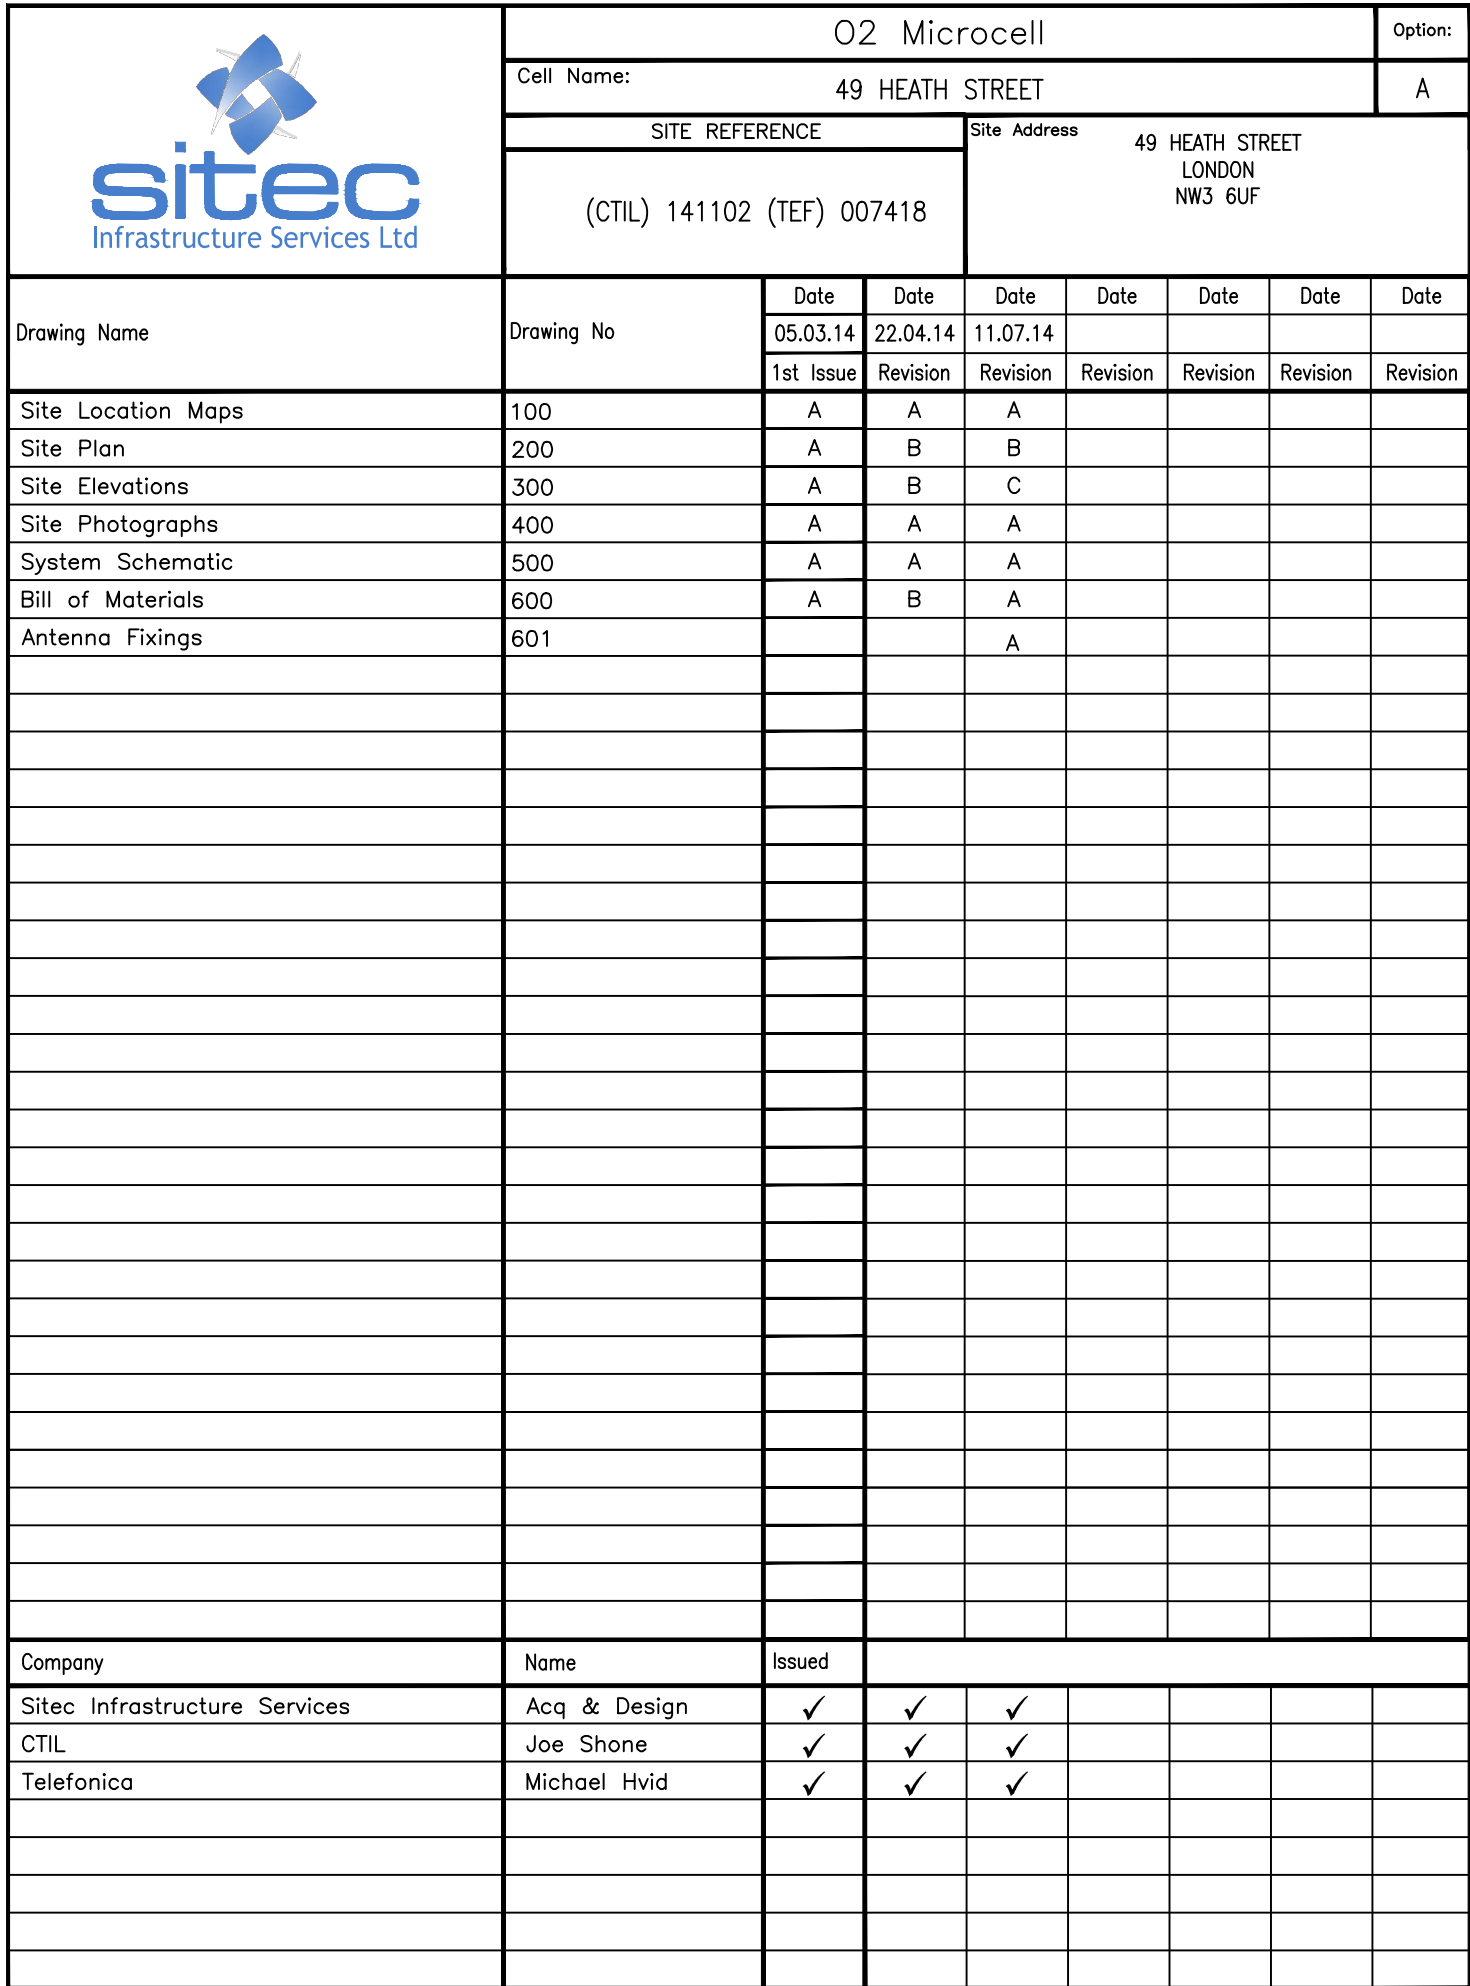 sitec
Infrastructure Services Ltd
O2 Microcell
Option:
Cell Name:
49 HEATH STREET
A
SITE REFERENCE
(CTIL) 141102 (TEF) 007418
Site Address
49 HEATH STREET
LONDON
NW3 6UF
Drawing Name
Drawing No
Date Date Date Date Date Date Date
05.03.14 22.04.14 11.07.14
1st Issue Revision Revision Revision Revision Revision Revision
Site Location Maps 100 A A A
Site Plan 200 A B B
Site Elevations 300 A B C
Site Photographs 400 A A A
System Schematic 500 A A A
Bill of Materials 600 A B A
Antenna Fixings 601 A
Company Name Issued
Sitec Infrastructure Services Acq & Design ✓ ✓ ✓
CTIL Joe Shone ✓ ✓ ✓
Telefonica Michael Hvid ✓ ✓ ✓